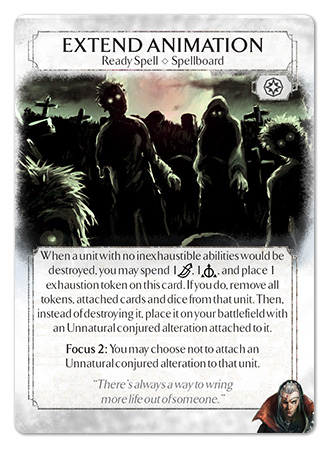 EXTEND ANIMATION
Ready Spell ⬦ Spellboard
When a unit with no inexhaustible abilities would be
destroyed, you may spend 1, 1, and place 1
exhaustion token on this card. If you do, remove all
tokens, attached cards and dice from that unit. Then,
instead of destroying it, place it on your battlefield with
an Unnatural conjured alteration attached to it.
Focus 2: You may choose not to attach an
Unnatural conjured alteration to that unit.
“There’s always a way to wring
more life out of someone.”